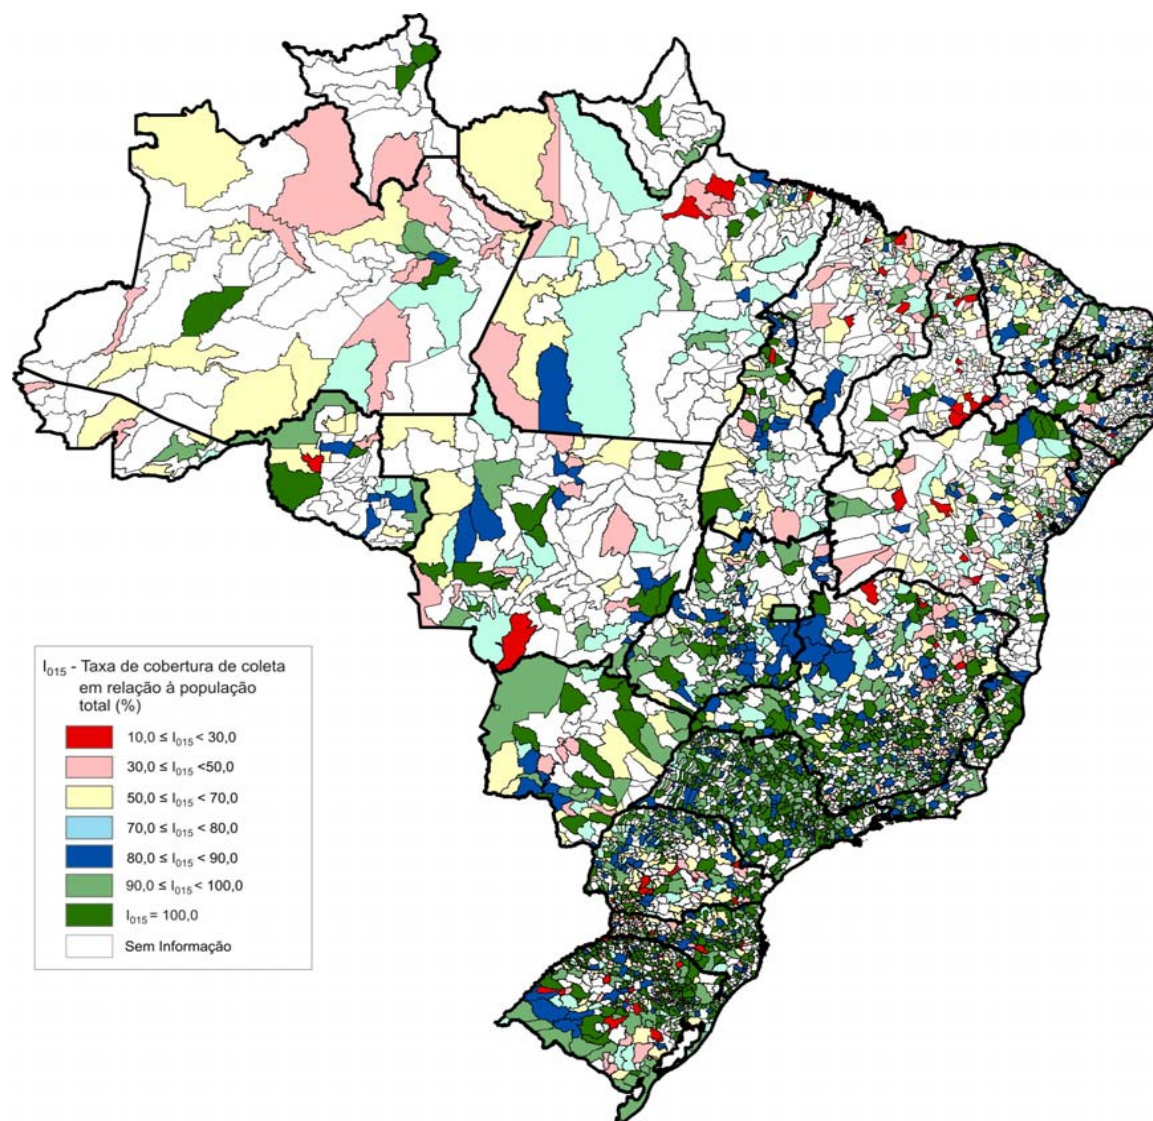 I₀₁₅ - Taxa de cobertura de coleta
em relação à população
total (%)
10,0 ≤ I₀₁₅ < 30,0
30,0 ≤ I₀₁₅ <50,0
50,0 ≤ I₀₁₅ < 70,0
70,0 ≤ I₀₁₅ < 80,0
80,0 ≤ I₀₁₅ < 90,0
90,0 ≤ I₀₁₅ < 100,0
I₀₁₅ = 100,0
Sem Informação